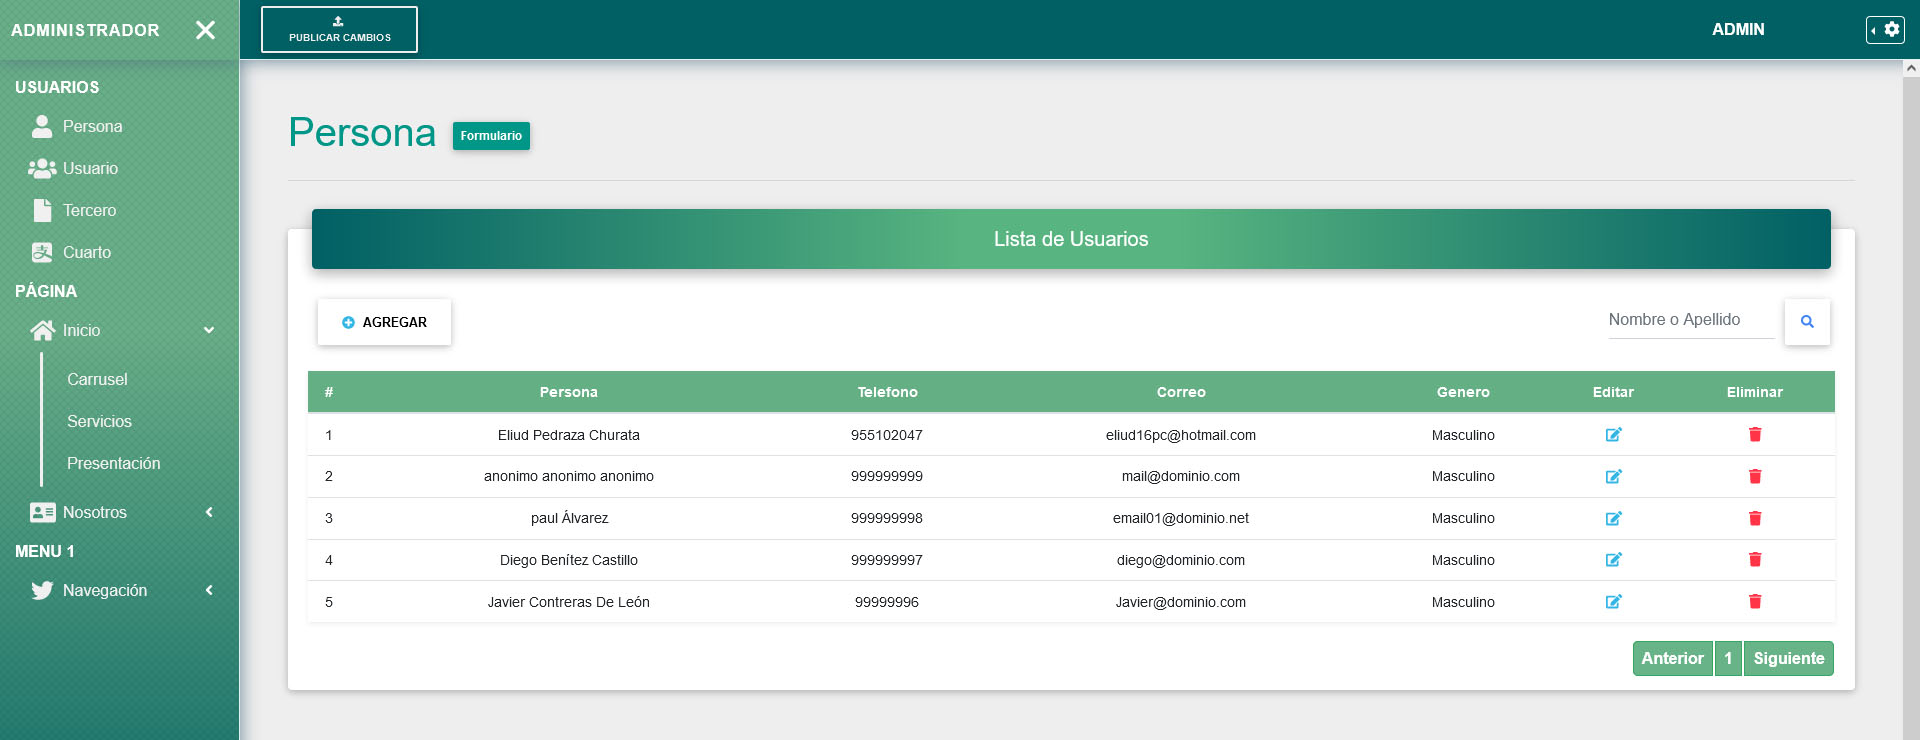 ADMINISTRADOR
PUBLICAR CAMBIOS
ADMIN
USUARIOS
Persona
Usuario
Tercero
Cuarto
PÁGINA
Inicio
Carrusel
Servicios
Presentación
Nosotros
MENU 1
Navegación
Persona Formulario
Lista de Usuarios
AGREGAR
Nombre o Apellido
# Persona Telefono Correo Genero Editar Eliminar
1 Eliud Pedraza Churata 955102047 eliud16pc@hotmail.com Masculino
2 anonimo anonimo anonimo 999999999 mail@dominio.com Masculino
3 paul Álvarez 999999998 email01@dominio.net Masculino
4 Diego Benítez Castillo 999999997 diego@dominio.com Masculino
5 Javier Contreras De León 99999996 Javier@dominio.com Masculino
Anterior 1 Siguiente